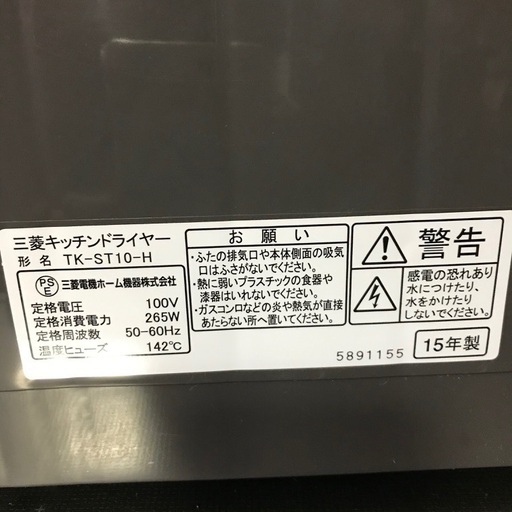 三菱キッチンドライヤー
形 名 TK-ST10-H
PSE 三菱電機ホーム機器株式会社
定格電圧 100V
定格消費電力 265W
定格周波数 50-60Hz
温度ヒューズ 142℃
お 願 い
・ふたの排気口や本体側面の吸気
口はふさがないでください。
・熱に弱いプラスチックの食器や
漆器はいれないでください。
・ガスコンロなどの炎や熱気が直接
あたらない所へ置いてください。
警告
感電の恐れあり
水につけたり、
水をかけたり
しないでください。
5891155
15年製